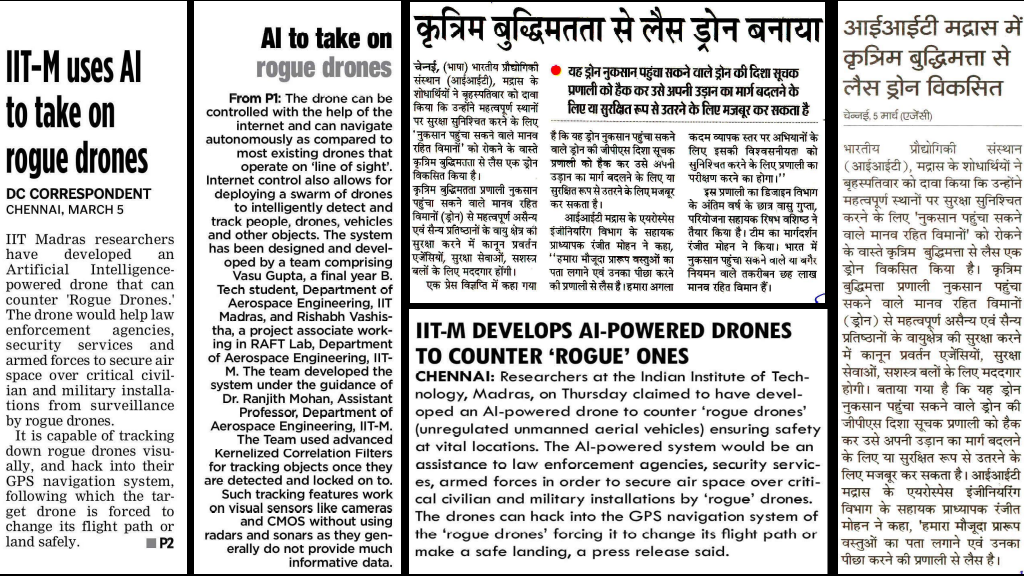 IIT-M uses AI
to take on
rogue drones
DC CORRESPONDENT
CHENNAI, MARCH 5
IIT Madras researchers
have developed an
Artificial Intelligence-
powered drone that can
counter 'Rogue Drones.'
The drone would help law
enforcement agencies,
security services and
armed forces to secure air
space over critical civil-
ian and military installa-
tions from surveillance
by rogue drones.
It is capable of tracking
down rogue drones visu-
ally, and hack into their
GPS navigation system,
following which the tar-
get drone is forced to
change its flight path or
land safely. ■ P2
AI to take on
rogue drones
From P1: The drone can be
controlled with the help of the
internet and can navigate
autonomously as compared to
most existing drones that
operate on 'line of sight'.
Internet control also allows for
deploying a swarm of drones
to intelligently detect and
track people, drones, vehicles
and other objects. The system
has been designed and devel-
oped by a team comprising
Vasu Gupta, a final year B.
Tech student, Department of
Aerospace Engineering, IIT
Madras, and Rishabh Vashis-
tha, a project associate work-
ing in RAFT Lab, Department
of Aerospace Engineering, IIT-
M. The team developed the
system under the guidance of
Dr. Ranjith Mohan, Assistant
Professor, Department of
Aerospace Engineering, IIT-M.
The Team used advanced
Kernelized Correlation Filters
for tracking objects once they
are detected and locked on to.
Such tracking features work
on visual sensors like cameras
and CMOS without using
radars and sonars as they gen-
erally do not provide much
informative data.
कृत्रिम बुद्धिमतता से लैस ड्रोन बनाया
चेन्नई, (भाषा) भारतीय प्रौद्योगिकी
संस्थान (आईआईटी), मद्रास के
शोधार्थियों ने बृहस्पतिवार को दावा
किया कि उन्होंने महत्वपूर्ण स्थानों
पर सुरक्षा सुनिश्चित करने के लिए
'नुकसान पहुंचा सकने वाले मानव
रहित विमानों' को रोकने के वास्ते
कृत्रिम बुद्धिमतता से लैस एक ड्रोन
विकसित किया है।
कृत्रिम बुद्धिमतता प्रणाली नुकसान
पहुंचा सकने वाले मानव रहित
विमानों (ड्रोन) से महत्वपूर्ण असैन्य
एवं सैन्य प्रतिष्ठानों के वायु क्षेत्र की
सुरक्षा करने में कानून प्रवर्तन
एजेंसियों, सुरक्षा सेवाओं, सशस्त्र
बलों के लिए मददगार होंगी।
एक प्रेस विज्ञप्ति में कहा गया
यह ड्रोन नुकसान पहुंचा सकने वाले ड्रोन की दिशा सूचक
प्रणाली को हैक कर उसे अपनी उड़ान का मार्ग बदलने के
लिए या सुरक्षित रूप से उतरने के लिए मजबूर कर सकता है
है कि यह ड्रोन नुकसान पहुंचा सकने
वाले ड्रोन की जीपीएस दिशा सूचक
प्रणाली को हैक कर उसे अपनी
उड़ान का मार्ग बदलने के लिए या
सुरक्षित रूप से उतरने के लिए मजबूर
कर सकता है।
आईआईटी मद्रास के एयरोस्पेस
इंजीनियरिंग विभाग के सहायक
प्राध्यापक रंजीत मोहन ने कहा,
''हमारा मौजूदा प्रारूप वस्तुओं का
पता लगाने एवं उनका पीछा करने
की प्रणाली से लैस है।हमारा अगला
कदम व्यापक स्तर पर अभियानों के
लिए इसकी विश्वसनीयता को
सुनिश्चित करने के लिए प्रणाली का
परीक्षण करने का होगा।''
इस प्रणाली का डिजाइन विभाग
के अंतिम वर्ष के छात्र वासु गुप्ता,
परियोजना सहायक रिषभ वशिष्ठ ने
तैयार किया है। टीम का मार्गदर्शन
रंजीत मोहन ने किया। भारत में
नुकसान पहुंचा सकने वाले या बगैर
नियमन वाले तकरीबन छह लाख
मानव रहित विमान हैं।
IIT-M DEVELOPS AI-POWERED DRONES
TO COUNTER 'ROGUE' ONES
CHENNAI: Researchers at the Indian Institute of Tech-
nology, Madras, on Thursday claimed to have devel-
oped an AI-powered drone to counter 'rogue drones'
(unregulated unmanned aerial vehicles) ensuring safety
at vital locations. The AI-powered system would be an
assistance to law enforcement agencies, security servic-
es, armed forces in order to secure air space over criti-
cal civilian and military installations by 'rogue' drones.
The drones can hack into the GPS navigation system of
the 'rogue drones' forcing it to change its flight path or
make a safe landing, a press release said.
आईआईटी मद्रास में
कृत्रिम बुद्धिमत्ता से
लैस ड्रोन विकसित
चेन्नई, 5 मार्च (एजेंसी)
भारतीय प्रौद्योगिकी संस्थान
(आईआईटी), मद्रास के शोधार्थियों ने
बृहस्पतिवार को दावा किया कि उन्होंने
महत्वपूर्ण स्थानों पर सुरक्षा सुनिश्चित
करने के लिए 'नुकसान पहुंचा सकने
वाले मानव रहित विमानों' को रोकने
के वास्ते कृत्रिम बुद्धिमत्ता से लैस एक
ड्रोन विकसित किया है। कृत्रिम
बुद्धिमत्ता प्रणाली नुकसान पहुंचा
सकने वाले मानव रहित विमानों
(ड्रोन) से महत्वपूर्ण असैन्य एवं सैन्य
प्रतिष्ठानों के वायुक्षेत्र की सुरक्षा करने
में कानून प्रवर्तन एजेंसियों, सुरक्षा
सेवाओं, सशस्त्र बलों के लिए मददगार
होगी। बताया गया है कि यह ड्रोन
नुकसान पहुंचा सकने वाले ड्रोन की
जीपीएस दिशा सूचक प्रणाली को हैक
कर उसे अपनी उड़ान का मार्ग बदलने
के लिए या सुरक्षित रूप से उतरने के
लिए मजबूर कर सकता है। आईआईटी
मद्रास के एयरोस्पेस इंजीनियरिंग
विभाग के सहायक प्राध्यापक रंजीत
मोहन ने कहा, 'हमारा मौजूदा प्रारूप
वस्तुओं का पता लगाने एवं उनका
पीछा करने की प्रणाली से लैस है।